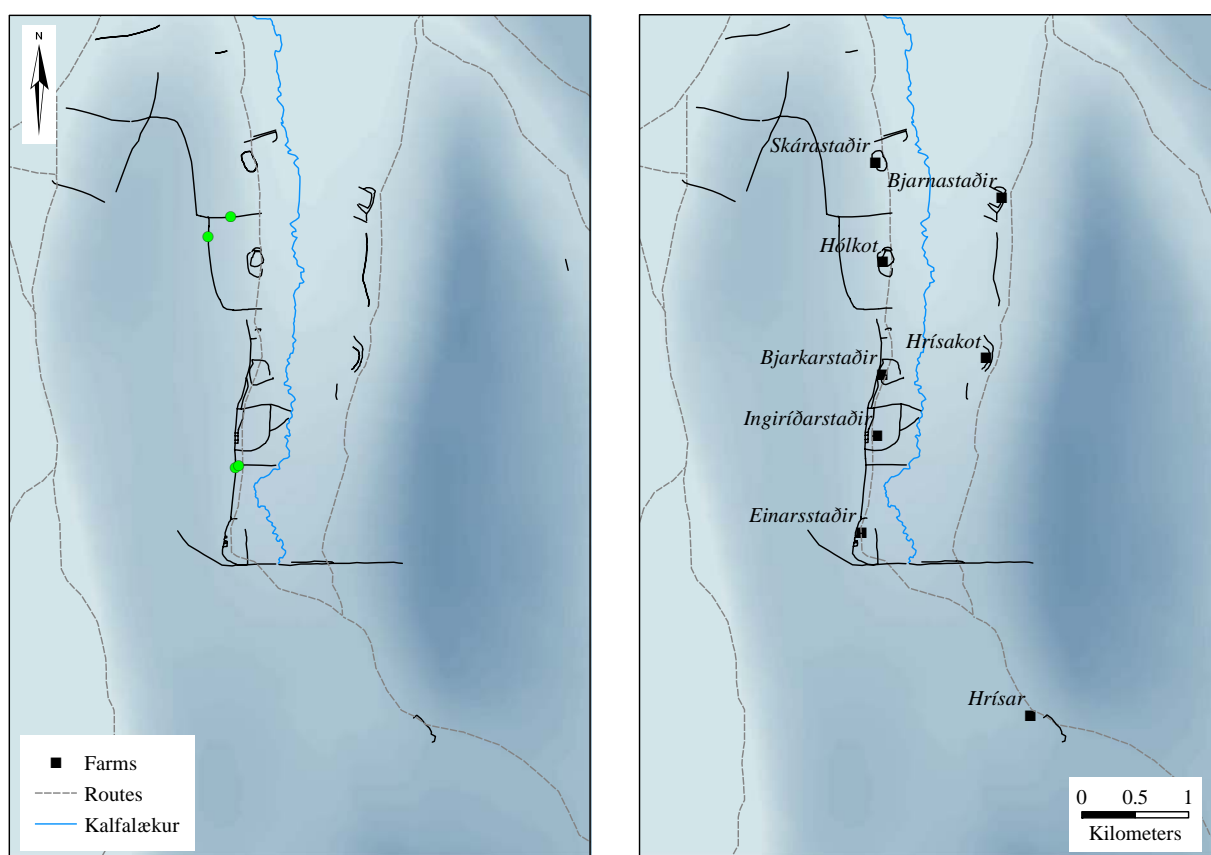 N
Farms
Routes
Kalfalækur
Skárastaðir
Bjarnastaðir
Hólkot
Hrísakot
Bjarkarstaðir
Ingiríðarstaðir
Einarsstaðir
Hrísar
0 0.5 1
Kilometers